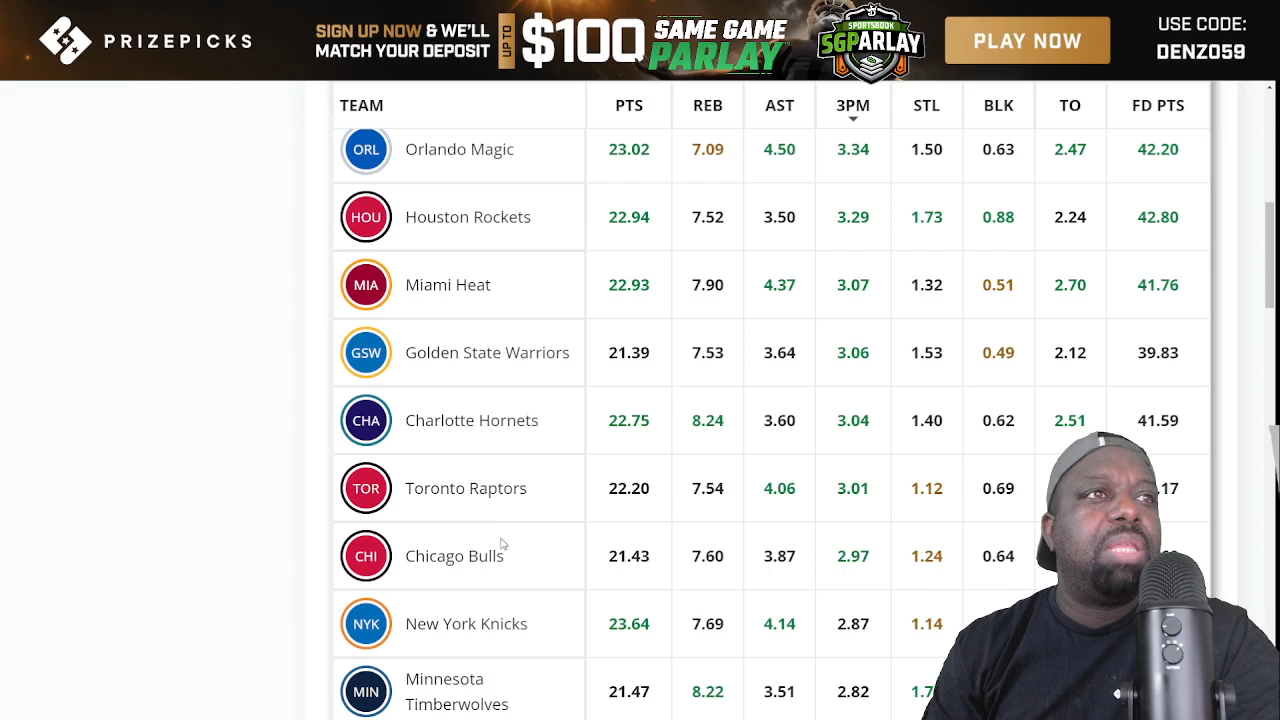 PRIZEPICKS
SIGN UP NOW & WE'LL
MATCH YOUR DEPOSIT
UP TO
$100
SAME GAME
PARLAY
SPORTSBOOK
SGPARLAY
PLAY NOW
USE CODE:
DENZO59
TEAM PTS REB AST 3PM STL BLK TO FD PTS
ORL Orlando Magic 23.02 7.09 4.50 3.34 1.50 0.63 2.47 42.20
HOU Houston Rockets 22.94 7.52 3.50 3.29 1.73 0.88 2.24 42.80
MIA Miami Heat 22.93 7.90 4.37 3.07 1.32 0.51 2.70 41.76
GSW Golden State Warriors 21.39 7.53 3.64 3.06 1.53 0.49 2.12 39.83
CHA Charlotte Hornets 22.75 8.24 3.60 3.04 1.40 0.62 2.51 41.59
TOR Toronto Raptors 22.20 7.54 4.06 3.01 1.12 0.69 .17
CHI Chicago Bulls 21.43 7.60 3.87 2.97 1.24 0.64
NYK New York Knicks 23.64 7.69 4.14 2.87 1.14
MIN Minnesota
Timberwolves 21.47 8.22 3.51 2.82 1.7